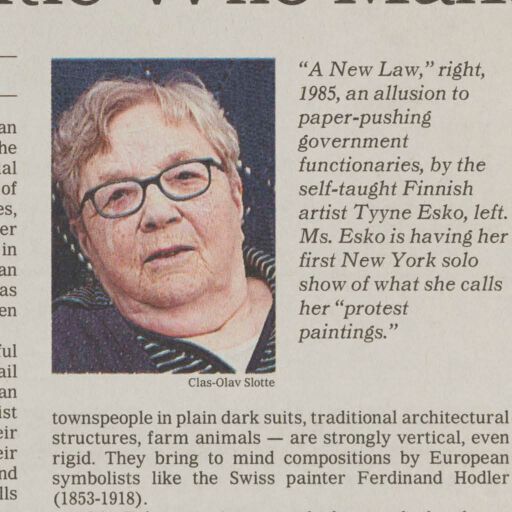 an
he
al
of
es,
er
in
an
as
en
"A New Law," right,
1985, an allusion to
paper-pushing
government
functionaries, by the
self-taught Finnish
artist Tyyne Esko, left.
Ms. Esko is having her
first New York solo
show of what she calls
her "protest
paintings."
Clas-Olav Slotte
ful
ail
an
ist
eir
eir
nd
lls
townspeople in plain dark suits, traditional architectural
structures, farm animals — are strongly vertical, even
rigid. They bring to mind compositions by European
symbolists like the Swiss painter Ferdinand Hodler
(1853-1918).